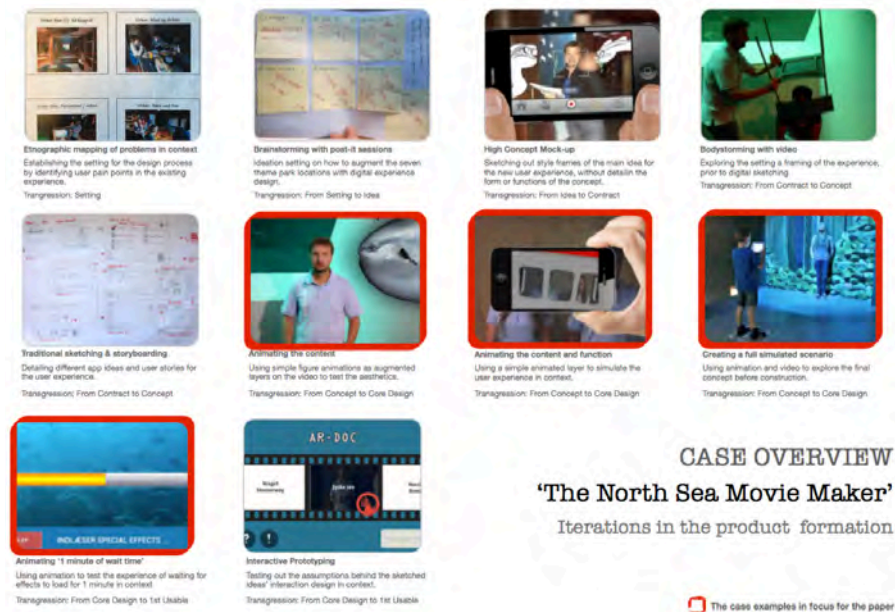 Etnographic mapping of problems in context
Establishing the setting for the design process
by identifying user pain points in the existing
experience.
Trangression: Setting
Brainstorming with post-it sessions
Ideation setting on how to augment the seven
theme park locations with digital experience
design.
Transgression: From Setting to Idea
High Concept Mock-up
Sketching out style frames of the main idea for
the new user experience, without detailin the
form or functions of the concept.
Transgression: From Idea to Contract
Bodystorming with video
Exploring the setting a framing of the experience,
prior to digital sketching
Transgression: From Contract to Concept
Traditional sketching & storyboarding
Detailing different app ideas and user stories for
the user experience.
Transgression: From Contract to Concept
Animating the content
Using simple figure animations as augmented
layers on the video to test the aesthetics.
Transgression: From Concept to Core Design
Animating the content and function
Using a simple animated layer to simulate the
user experience in context.
Transgression: From Concept to Core Design
Creating a full simulated scenario
Using animation and video to explore the final
concept before construction.
Transgression: From Concept to Core Design
INDLÆSER SPECIAL EFFECTS ...
Animating '1 minute of wait time'
Using animation to test the experience of waiting for
effects to load for 1 minute in context
Transgression: From Core Design to 1st Usable
AR-DOC
Interactive Prototyping
Testing out the assumptions behind the sketched
ideas' interaction design in context.
Transgression: From Core Design to 1st Usable
CASE OVERVIEW
'The North Sea Movie Maker'
Iterations in the product formation
The case examples in focus for the paper